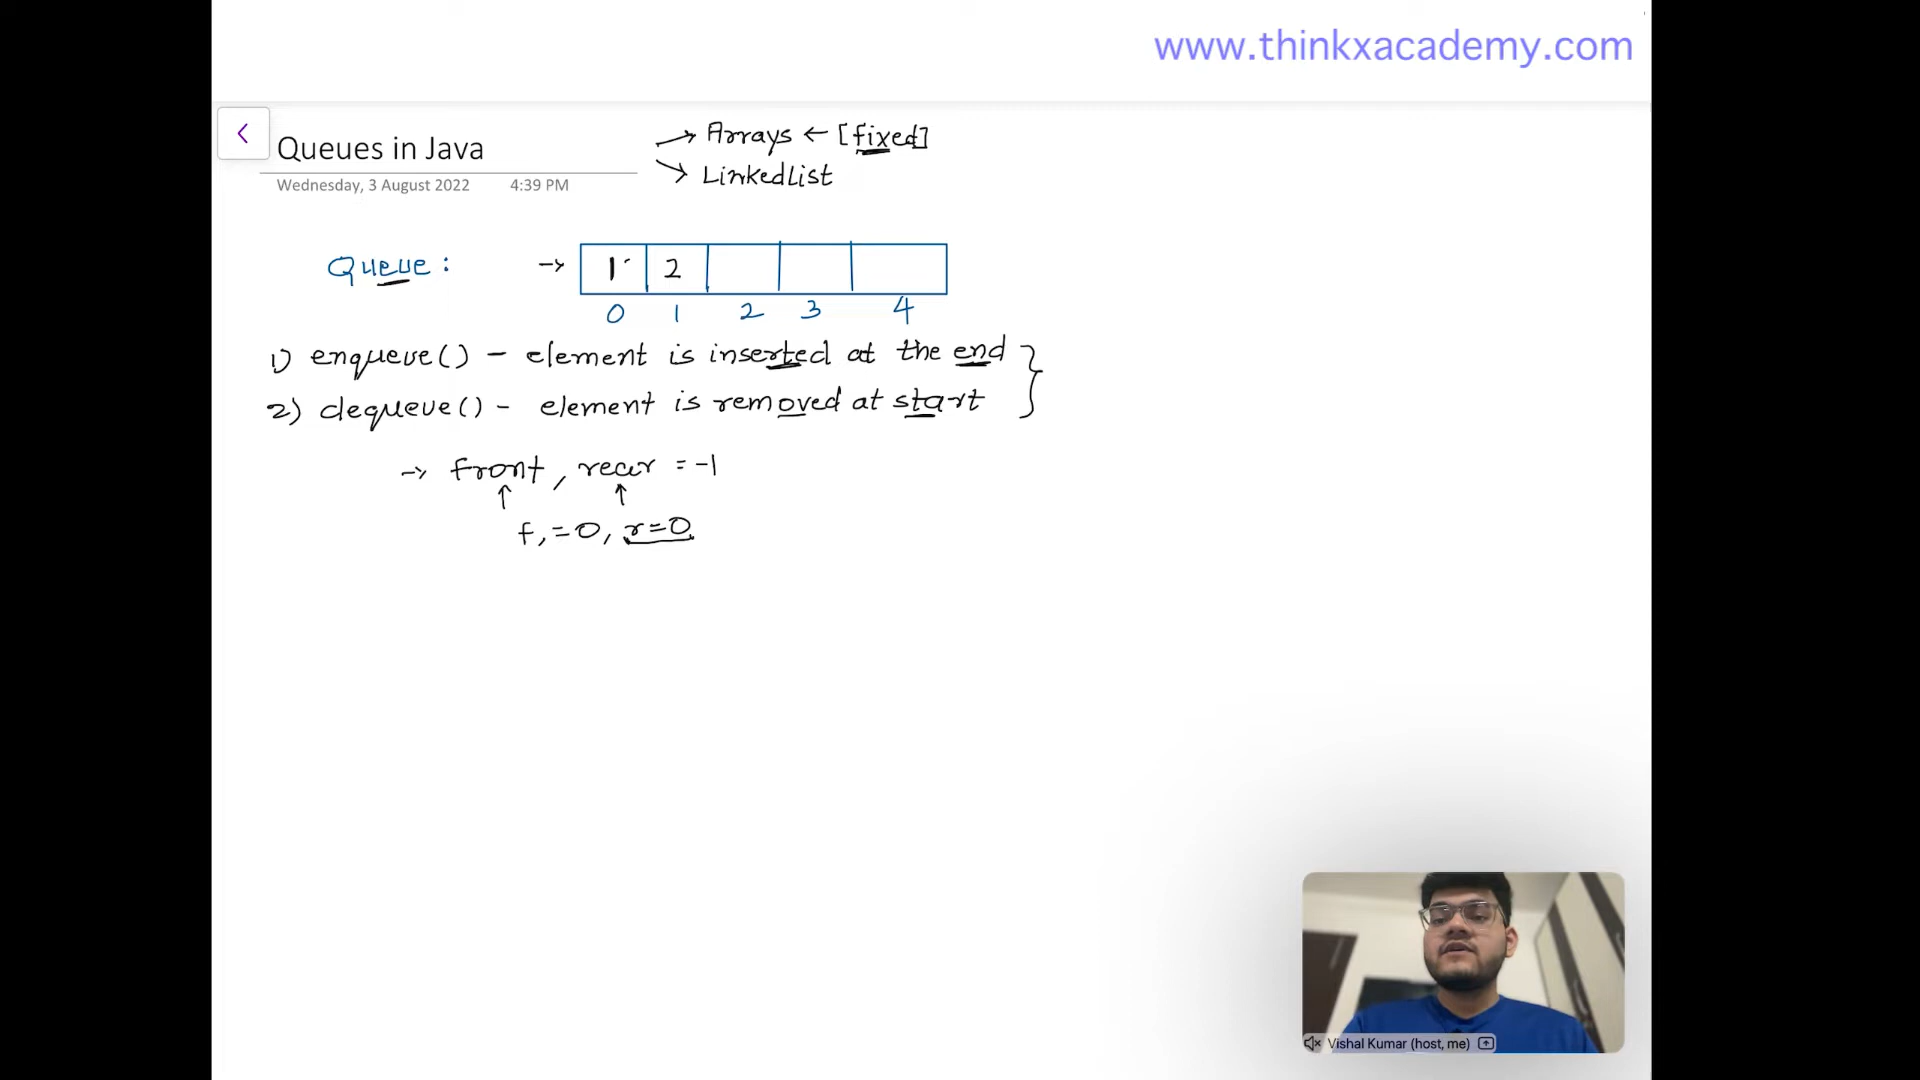 www.thinkxacademy.com
Queues in Java
Wednesday, 3 August 2022 4:39 PM
→ Arrays ← [fixed]
→ LinkedList
Queue : → 1 2
0 1 2 3 4
1) enqueue() - element is inserted at the end
2) dequeue() - element is removed at start
→ front, rear = -1
f, = 0, r=0
Vishal Kumar (host, me)